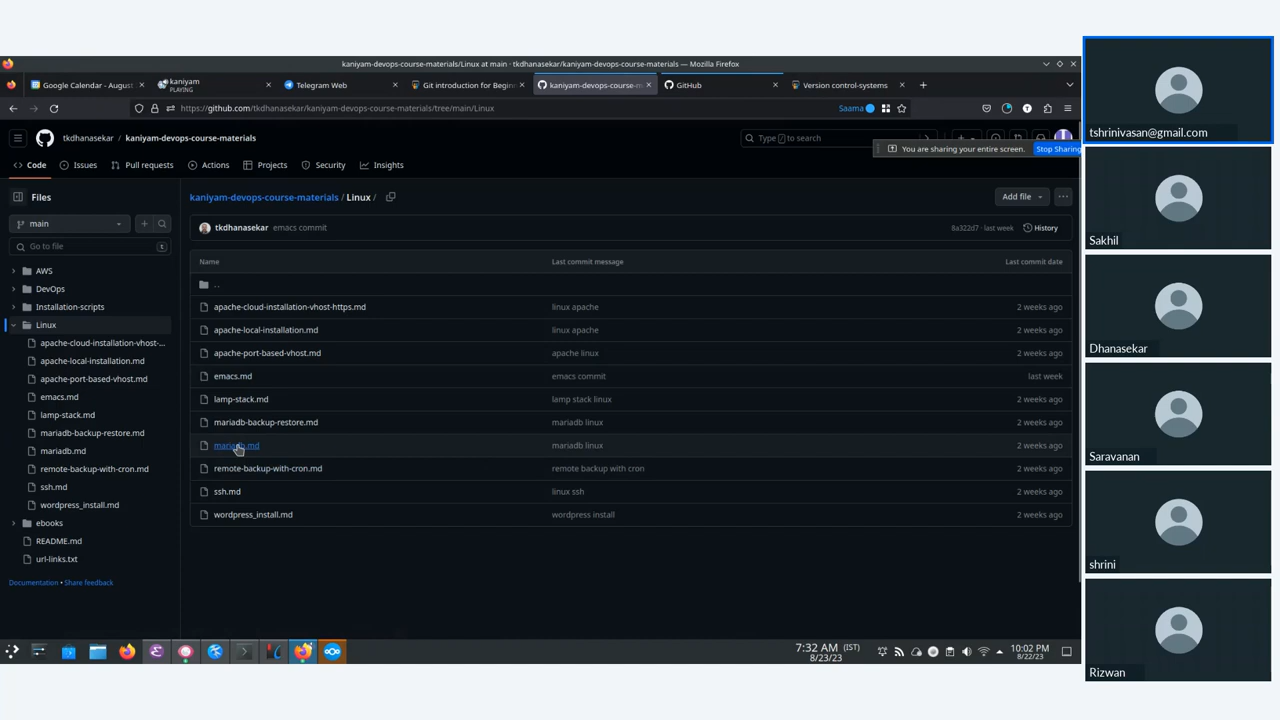 kaniyam-devops-course-materials/Linux at main · tkdhanasekar/kaniyam-devops-course-materials — Mozilla Firefox
Google Calendar - August
kaniyam
PLAYING
Telegram Web
Git introduction for Begin
kaniyam-devops-course-m
GitHub
Version control-systems
https://github.com/tkdhanasekar/kaniyam-devops-course-materials/tree/main/Linux
Saama
tkdhanasekar / kaniyam-devops-course-materials
Type / to search
You are sharing your entire screen.
Stop Sharing
Code
Issues
Pull requests
Actions
Projects
Security
Insights
Files
main
Go to file
t
AWS
DevOps
Installation-scripts
Linux
apache-cloud-installation-vhost-...
apache-local-installation.md
apache-port-based-vhost.md
emacs.md
lamp-stack.md
mariadb-backup-restore.md
mariadb.md
remote-backup-with-cron.md
ssh.md
wordpress_install.md
ebooks
README.md
url-links.txt
Documentation · Share feedback
kaniyam-devops-course-materials / Linux /
Add file
tkdhanasekar emacs commit
8a322d7 · last week
History
Name
Last commit message
Last commit date
..
apache-cloud-installation-vhost-https.md linux apache 2 weeks ago
apache-local-installation.md linux apache 2 weeks ago
apache-port-based-vhost.md apache linux 2 weeks ago
emacs.md emacs commit last week
lamp-stack.md lamp stack linux 2 weeks ago
mariadb-backup-restore.md mariadb linux 2 weeks ago
mariadb.md mariadb linux 2 weeks ago
remote-backup-with-cron.md remote backup with cron 2 weeks ago
ssh.md linux ssh 2 weeks ago
wordpress_install.md wordpress install 2 weeks ago
7:32 AM (IST)
8/23/23
10:02 PM
8/22/23
tshrinivasan@gmail.com
Sakhil
Dhanasekar
Saravanan
shrini
Rizwan